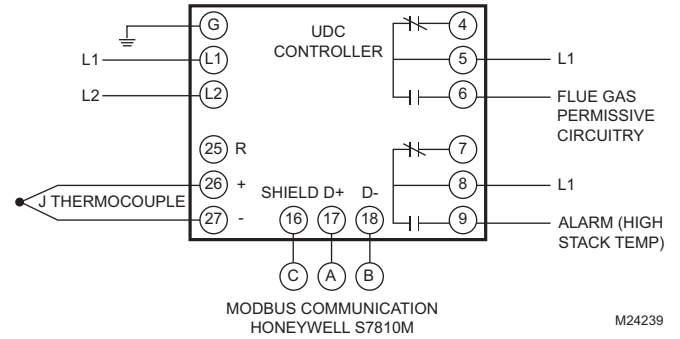 G
UDC
CONTROLLER
4
L1
L1
5
L1
L2
L2
6
FLUE GAS
PERMISSIVE
CIRCUITRY
25 R
7
J THERMOCOUPLE
26 +
8
L1
SHIELD D+ D-
27 -
16
17
18
9
ALARM (HIGH
STACK TEMP)
C
A
B
MODBUS COMMUNICATION
HONEYWELL S7810M
M24239